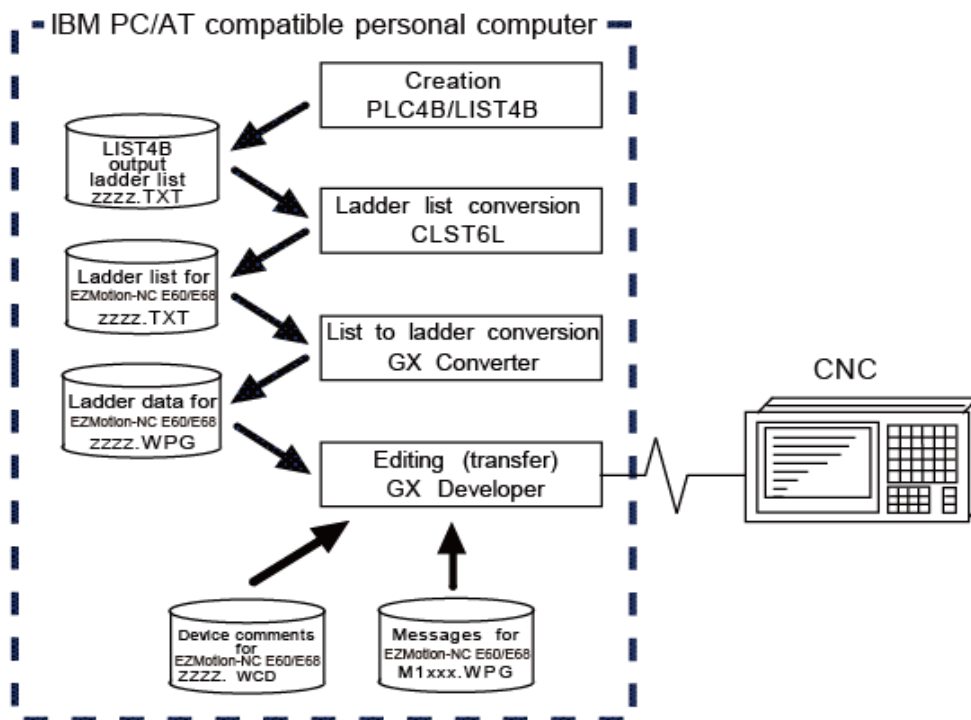 IBM PC/AT compatible personal computer
Creation
PLC4B/LIST4B
LIST4B
output
ladder list
zzzz.TXT
Ladder list conversion
CLST6L
Ladder list for
EZMotion-NC E60/E68
zzzz.TXT
List to ladder conversion
GX Converter
CNC
Ladder data for
EZMotion-NC E60/E68
zzzz.WPG
Editing (transfer)
GX Developer
Device comments
for
EZMotion-NC E60/E68
zzzz. WCD
Messages for
EZMotion-NC E60/E68
M1xxx.WPG